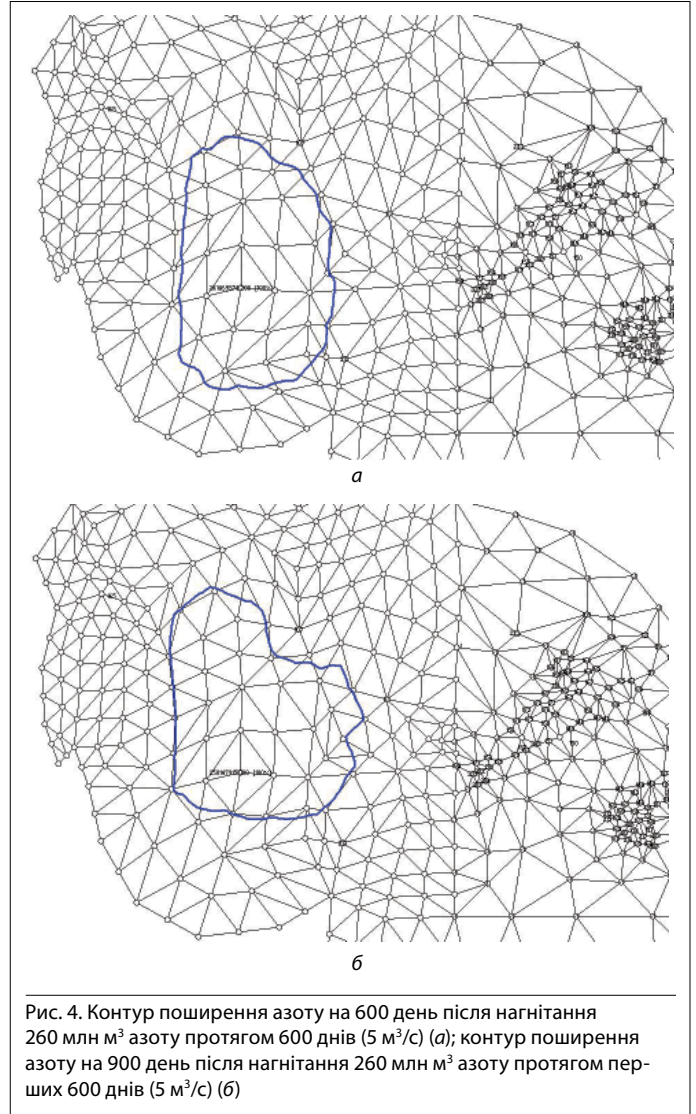 а
б
Рис. 4. Контур поширення азоту на 600 день після нагнітання
260 млн м³ азоту протягом 600 днів (5 м³/с) (а); контур поширення
азоту на 900 день після нагнітання 260 млн м³ азоту протягом пер-
ших 600 днів (5 м³/с) (б)